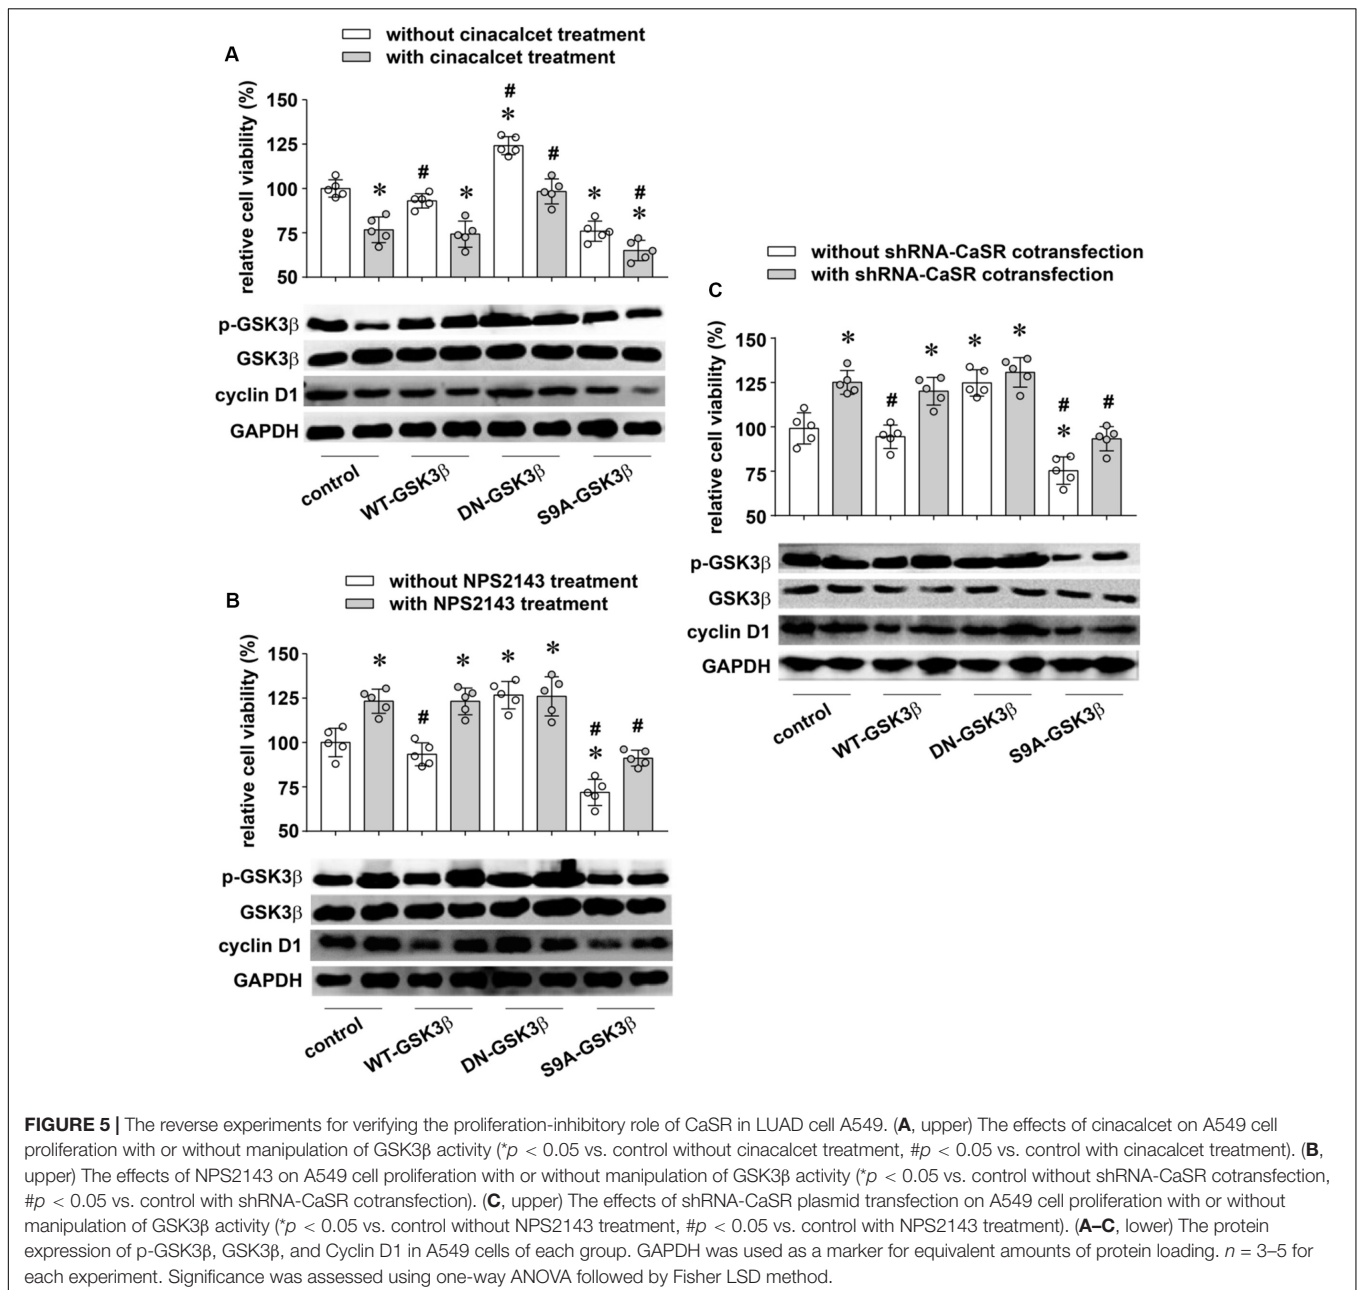 A
without cinacalcet treatment
with cinacalcet treatment
relative cell viability (%)
150
125
100
75
50
*
#
*
#
*
#
*
#
*
p-GSK3β
GSK3β
cyclin D1
GAPDH
control
WT-GSK3β
DN-GSK3β
S9A-GSK3β
B
without NPS2143 treatment
with NPS2143 treatment
relative cell viability (%)
150
125
100
75
50
*
#
*
*
*
#
*
#
p-GSK3β
GSK3β
cyclin D1
GAPDH
control
WT-GSK3β
DN-GSK3β
S9A-GSK3β
C
without shRNA-CaSR cotransfection
with shRNA-CaSR cotransfection
relative cell viability (%)
150
125
100
75
50
*
#
*
*
*
#
*
#
p-GSK3β
GSK3β
cyclin D1
GAPDH
control
WT-GSK3β
DN-GSK3β
S9A-GSK3β
FIGURE 5 | The reverse experiments for verifying the proliferation-inhibitory role of CaSR in LUAD cell A549. (A, upper) The effects of cinacalcet on A549 cell
proliferation with or without manipulation of GSK3β activity (*p < 0.05 vs. control without cinacalcet treatment, #p < 0.05 vs. control with cinacalcet treatment). (B,
upper) The effects of NPS2143 on A549 cell proliferation with or without manipulation of GSK3β activity (*p < 0.05 vs. control without shRNA-CaSR cotransfection,
#p < 0.05 vs. control with shRNA-CaSR cotransfection). (C, upper) The effects of shRNA-CaSR plasmid transfection on A549 cell proliferation with or without
manipulation of GSK3β activity (*p < 0.05 vs. control without NPS2143 treatment, #p < 0.05 vs. control with NPS2143 treatment). (A–C, lower) The protein
expression of p-GSK3β, GSK3β, and Cyclin D1 in A549 cells of each group. GAPDH was used as a marker for equivalent amounts of protein loading. n = 3–5 for
each experiment. Significance was assessed using one-way ANOVA followed by Fisher LSD method.